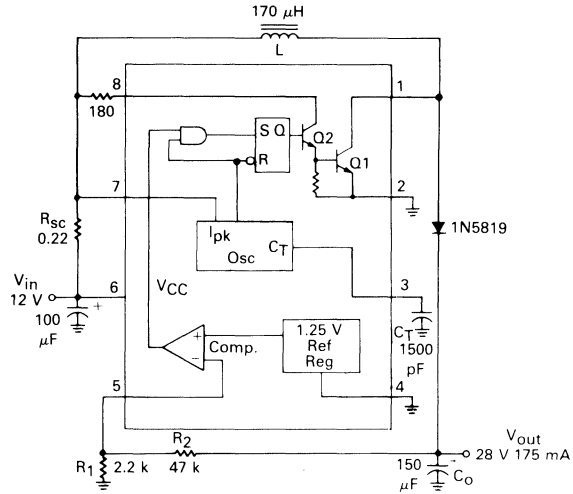 170 μH
L
8
180
1
S Q
R
Q2
Q1
2
7
Rsc
0.22
Ipk
CT
Osc
1N5819
Vin
12 V
6
VCC
3
100
μF
+
CT
1500
pF
+
−
Comp.
1.25 V
Ref
Reg
5
4
R2
47 k
R1
2.2 k
Vout
28 V 175 mA
150
μF
CO